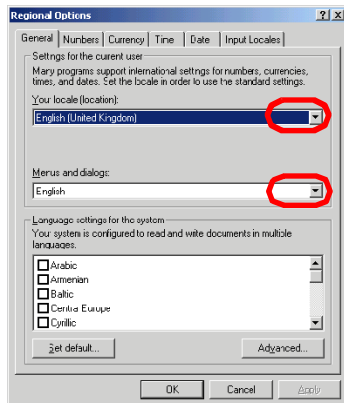 Regional Options
General Numbers Currency Time Date Input Locales
Settings for the current user
Many programs support international settings for numbers, currencies,
times, and dates. Set the locale in order to use the standard settings.
Your locale (location):
English (United Kingdom)
Menus and dialogs:
English
Language settings for the system
Your system is configured to read and write documents in multiple
languages.
Arabic
Armenian
Baltic
Central Europe
Cyrillic
Set default... Advanced...
OK Cancel Apply